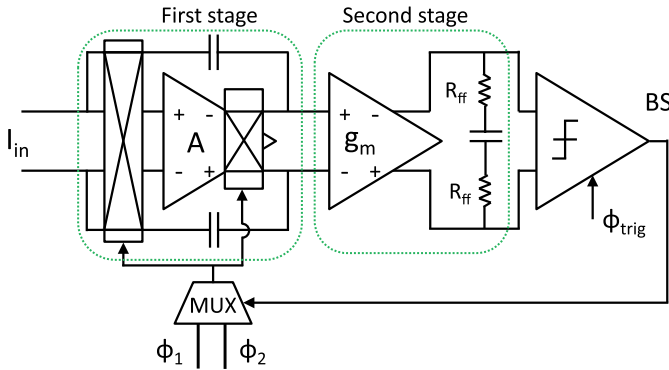 First stage
Second stage
I_in
+ -
A
- +
+ -
g_m
- +
R_ff
R_ff
BS
ϕ_trig
MUX
ϕ_1
ϕ_2